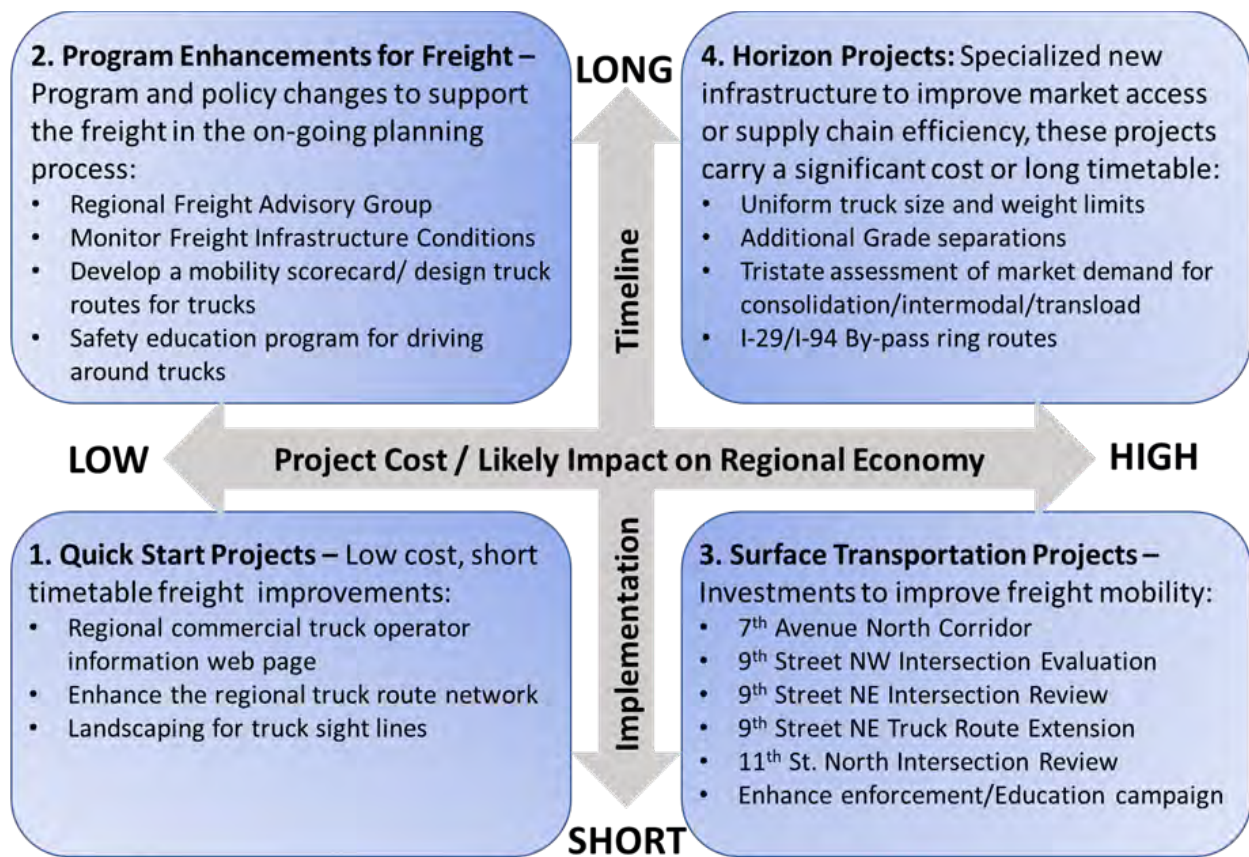 2. Program Enhancements for Freight –
Program and policy changes to support
the freight in the on-going planning
process:
• Regional Freight Advisory Group
• Monitor Freight Infrastructure Conditions
• Develop a mobility scorecard/ design truck
routes for trucks
• Safety education program for driving
around trucks
LONG
4. Horizon Projects: Specialized new
infrastructure to improve market access
or supply chain efficiency, these projects
carry a significant cost or long timetable:
• Uniform truck size and weight limits
• Additional Grade separations
• Tristate assessment of market demand for
consolidation/intermodal/transload
• I-29/I-94 By-pass ring routes
Timeline
LOW
Project Cost / Likely Impact on Regional Economy
HIGH
1. Quick Start Projects – Low cost, short
timetable freight improvements:
• Regional commercial truck operator
information web page
• Enhance the regional truck route network
• Landscaping for truck sight lines
Implementation
3. Surface Transportation Projects –
Investments to improve freight mobility:
• 7th Avenue North Corridor
• 9th Street NW Intersection Evaluation
• 9th Street NE Intersection Review
• 9th Street NE Truck Route Extension
• 11th St. North Intersection Review
• Enhance enforcement/Education campaign
SHORT